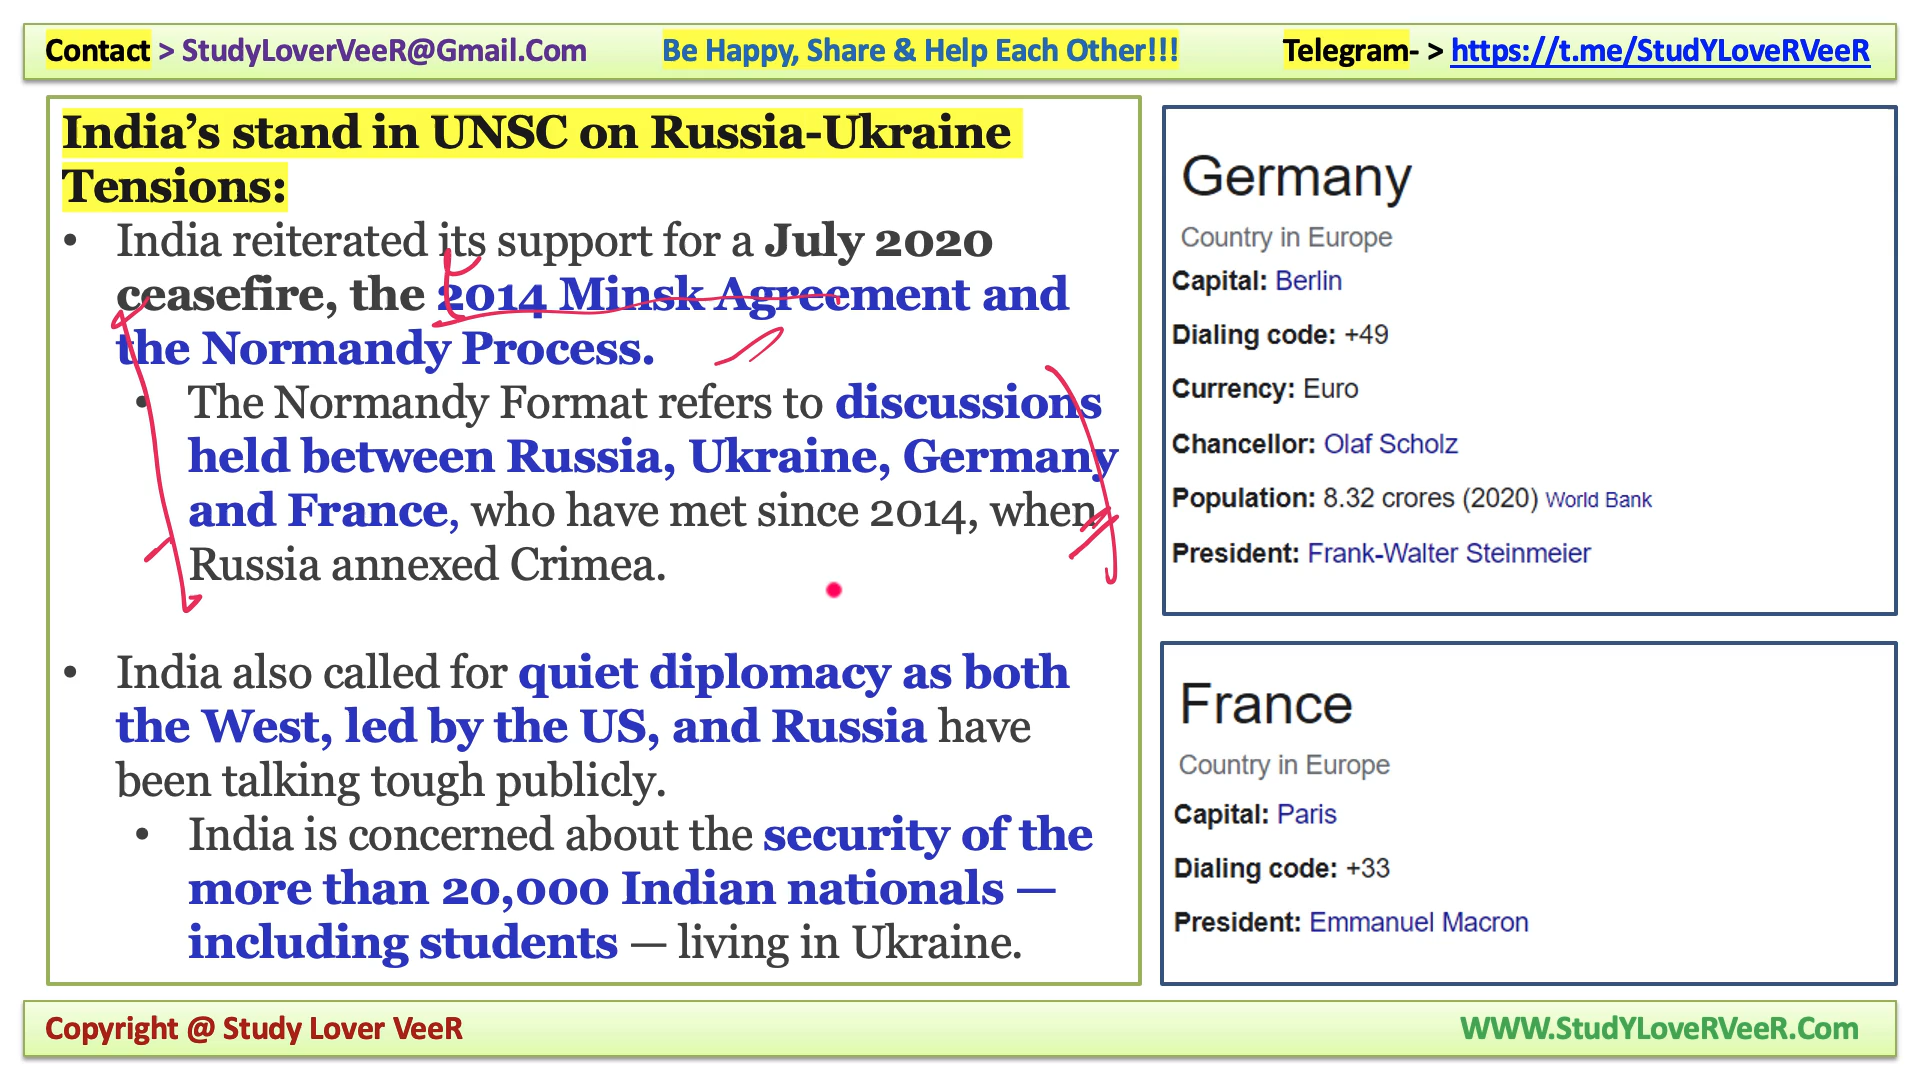 Contact > StudyLoverVeeR@Gmail.Com Be Happy, Share & Help Each Other!!! Telegram- > https://t.me/StudYLoveRVeeR
India’s stand in UNSC on Russia-Ukraine
Tensions:
• India reiterated its support for a July 2020
ceasefire, the 2014 Minsk Agreement and
the Normandy Process.
• The Normandy Format refers to discussions
held between Russia, Ukraine, Germany
and France, who have met since 2014, when
Russia annexed Crimea.
• India also called for quiet diplomacy as both
the West, led by the US, and Russia have
been talking tough publicly.
• India is concerned about the security of the
more than 20,000 Indian nationals —
including students — living in Ukraine.
Germany
Country in Europe
Capital: Berlin
Dialing code: +49
Currency: Euro
Chancellor: Olaf Scholz
Population: 8.32 crores (2020) World Bank
President: Frank-Walter Steinmeier
France
Country in Europe
Capital: Paris
Dialing code: +33
President: Emmanuel Macron
Copyright @ Study Lover VeeR WWW.StudYLoveRVeeR.Com